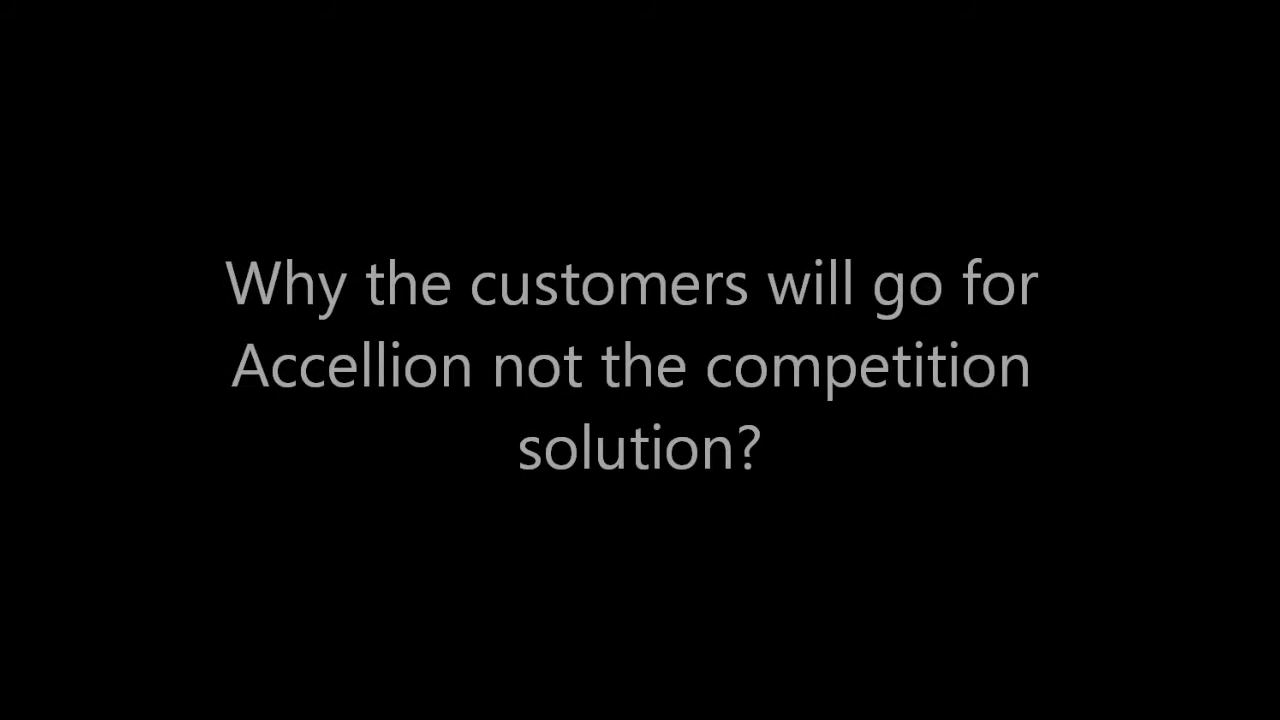 Why the customers will go for
Accellion not the competition
solution?